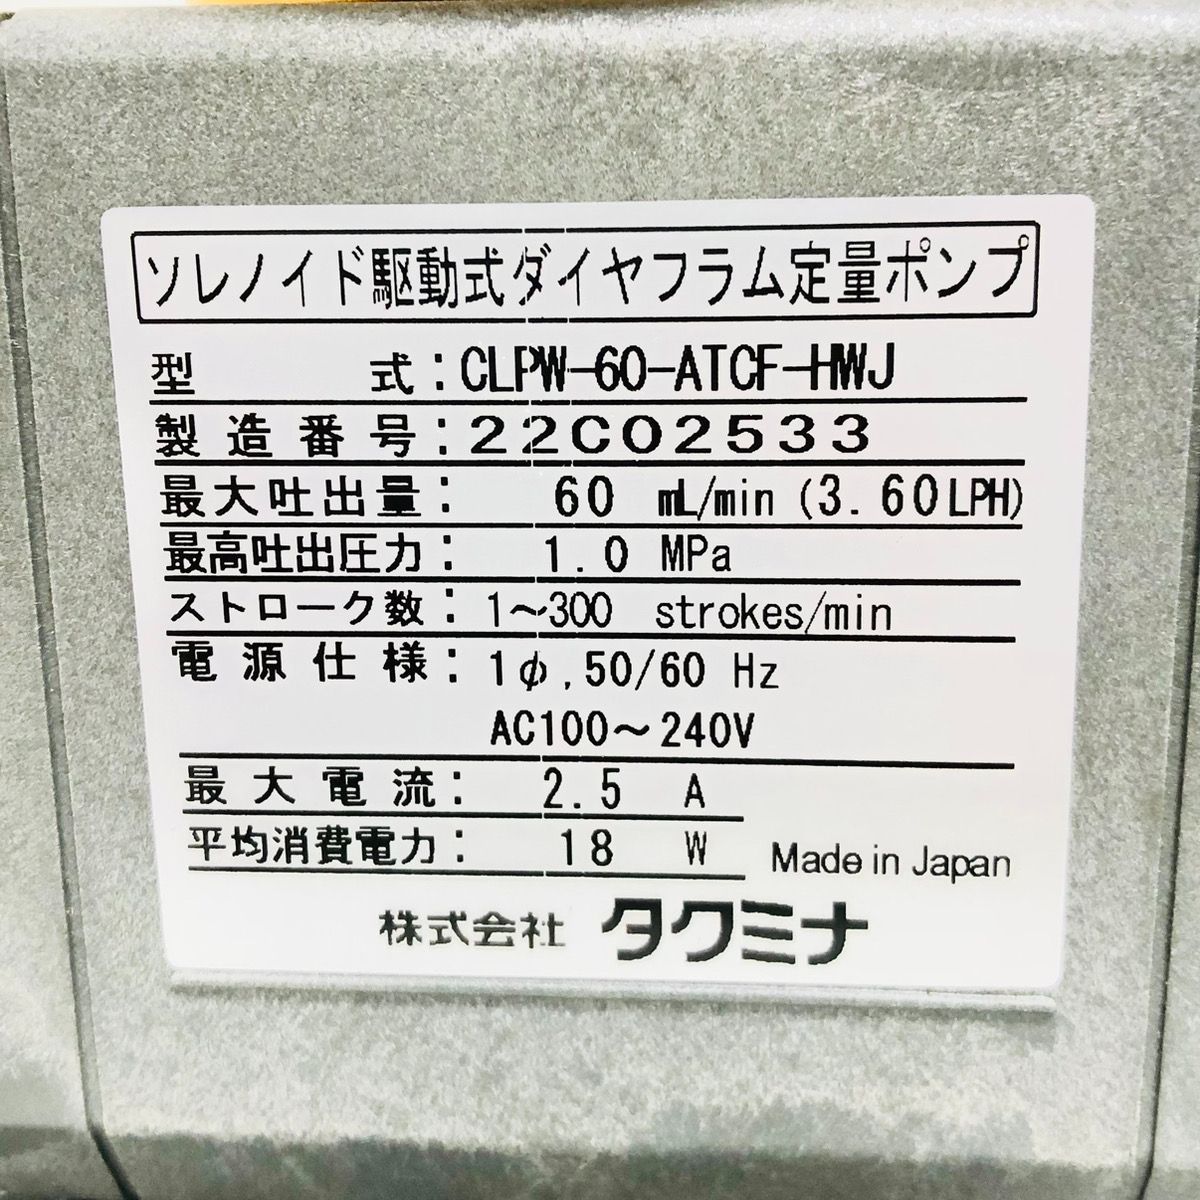 ソレノイド駆動式ダイヤフラム定量ポンプ
型式：CLPW-60-ATCF-HWJ
製造番号：22C02533
最大吐出量： 60 mL/min (3.60LPH)
最高吐出圧力： 1.0 MPa
ストローク数： 1～300 strokes/min
電源仕様： 1φ,50/60 Hz
AC100～240V
最大電流： 2.5 A
平均消費電力： 18 W Made in Japan
株式会社 タクミナ